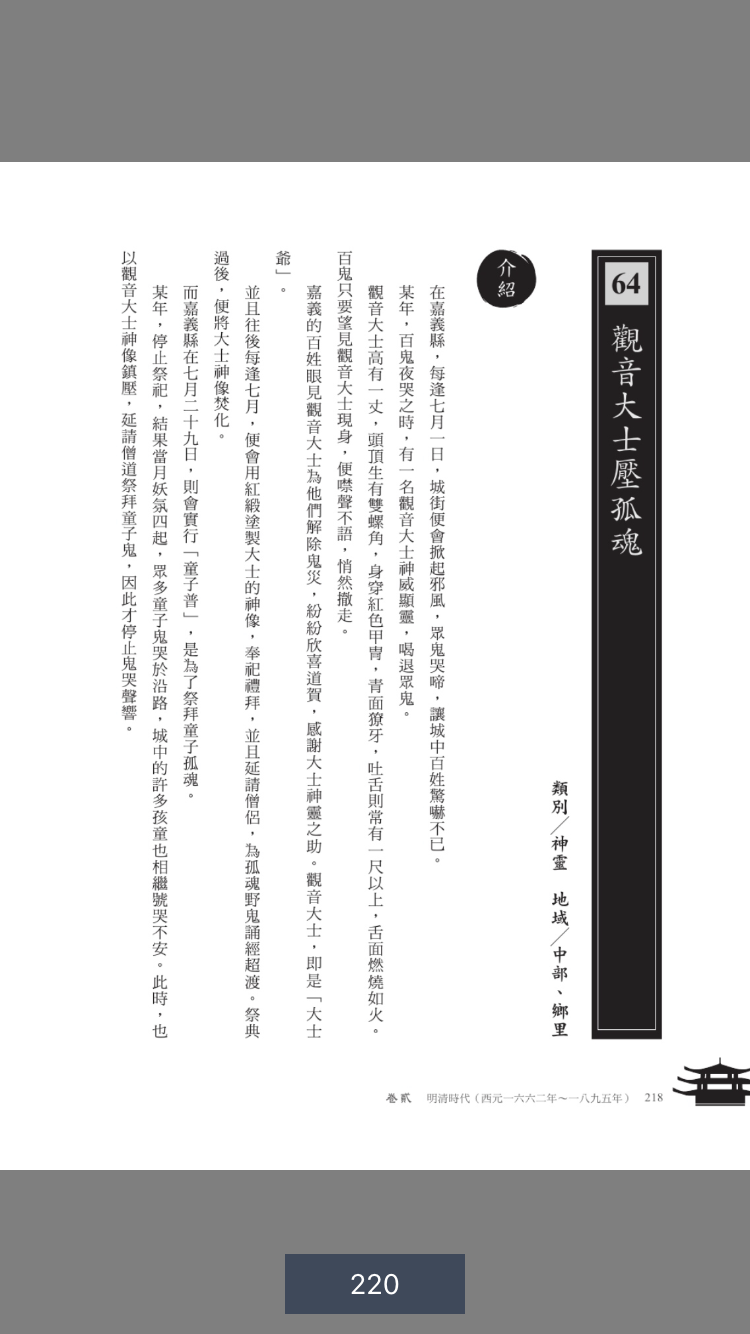 64
觀音大士壓孤魂
類別／神靈　地域／中部、鄉里
介紹
在嘉義縣，每逢七月一日，城街便會掀起邪風，眾鬼哭啼，讓城中百姓驚嚇不已。
某年，百鬼夜哭之時，有一名觀音大士神威顯靈，喝退眾鬼。
觀音大士高有一丈，頭頂生有雙螺角，身穿紅色甲冑，青面獠牙，吐舌則常有一尺以上，舌面燃燒如火。
百鬼只要望見觀音大士現身，便噤聲不語，悄然撤走。
嘉義的百姓眼見觀音大士為他們解除鬼災，紛紛欣喜道賀，感謝大士神靈之助。觀音大士，即是「大士
爺」。
並且往後每逢七月，便會用紅緞塗製大士的神像，奉祀禮拜，並且延請僧侶，為孤魂野鬼誦經超渡。祭典
過後，便將大士神像焚化。
而嘉義縣在七月二十九日，則會實行「童子普」，是為了祭拜童子孤魂。
某年，停止祭祀，結果當月妖氛四起，眾多童子鬼哭於沿路，城中的許多孩童也相繼號哭不安。此時，也
以觀音大士神像鎮壓，延請僧道祭拜童子鬼，因此才停止鬼哭聲響。
卷貳　明清時代（西元一六六二年～一八九五年）　218
220